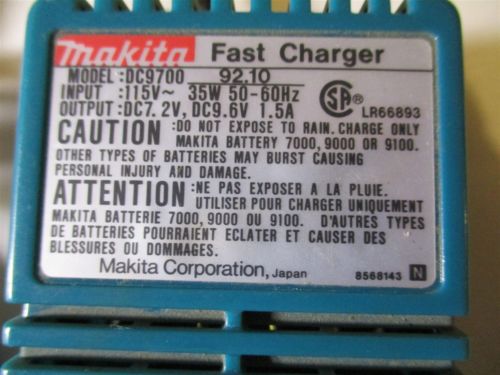 makita Fast Charger
MODEL :DC9700 92.10
INPUT :115V~ 35W 50-60Hz
OUTPUT:DC7.2V, DC9.6V 1.5A
SA LR66893
CAUTION :DO NOT EXPOSE TO RAIN. CHARGE ONLY
MAKITA BATTERY 7000, 9000 OR 9100.
OTHER TYPES OF BATTERIES MAY BURST CAUSING
PERSONAL INJURY AND DAMAGE.
ATTENTION :NE PAS EXPOSER A LA PLUIE.
UTILISER POUR CHARGER UNIQUEMENT
MAKITA BATTERIE 7000, 9000 OU 9100. D'AUTRES TYPES
DE BATTERIES POURRAIENT ECLATER ET CAUSER DES
BLESSURES OU DOMMAGES.
Makita Corporation, Japan 8568143 N